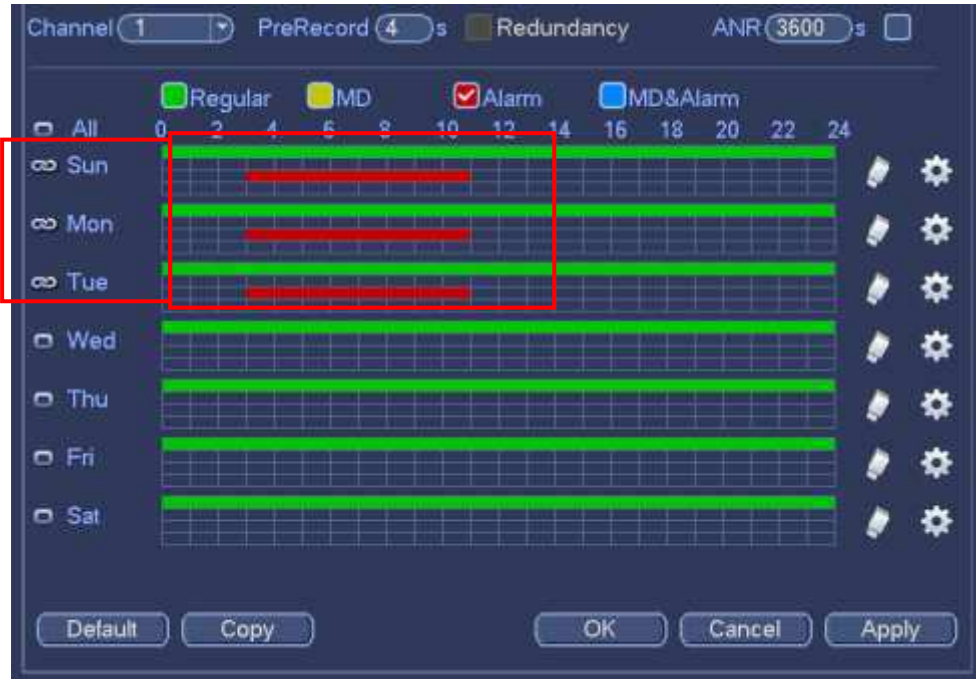 Channel 1 PreRecord 4 s Redundancy ANR 3600 s
Regular MD Alarm MD&Alarm
All 0 2 4 6 8 10 12 14 16 18 20 22 24
Sun
Mon
Tue
Wed
Thu
Fri
Sat
Default Copy OK Cancel Apply